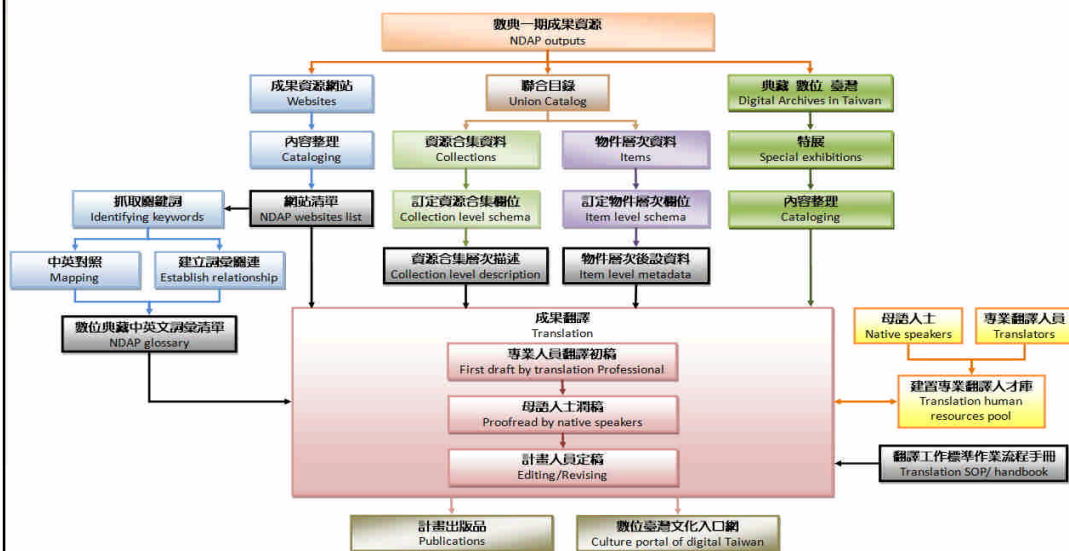 數典一期成果資源
NDAP outputs
成果資源網站
Websites
聯合目錄
Union Catalog
典藏 數位 臺灣
Digital Archives in Taiwan
內容整理
Cataloging
資源合集資料
Collections
物件層次資料
Items
特展
Special exhibitions
抓取關鍵詞
Identifying keywords
網站清單
NDAP websites list
訂定資源合集欄位
Collection level schema
訂定物件層次欄位
Item level schema
內容整理
Cataloging
中英對照
Mapping
建立詞彙關連
Establish relationship
資源合集層次描述
Collection level description
物件層次後設資料
Item level metadata
數位典藏中英文詞彙清單
NDAP glossary
成果翻譯
Translation
母語人士
Native speakers
專業翻譯人員
Translators
專業人員翻譯初稿
First draft by translation Professional
建置專業翻譯人才庫
Translation human
resources pool
母語人士潤稿
Proofread by native speakers
計畫人員定稿
Editing/Revising
翻譯工作標準作業流程手冊
Translation SOP/ handbook
計畫出版品
Publications
數位臺灣文化入口網
Culture portal of digital Taiwan